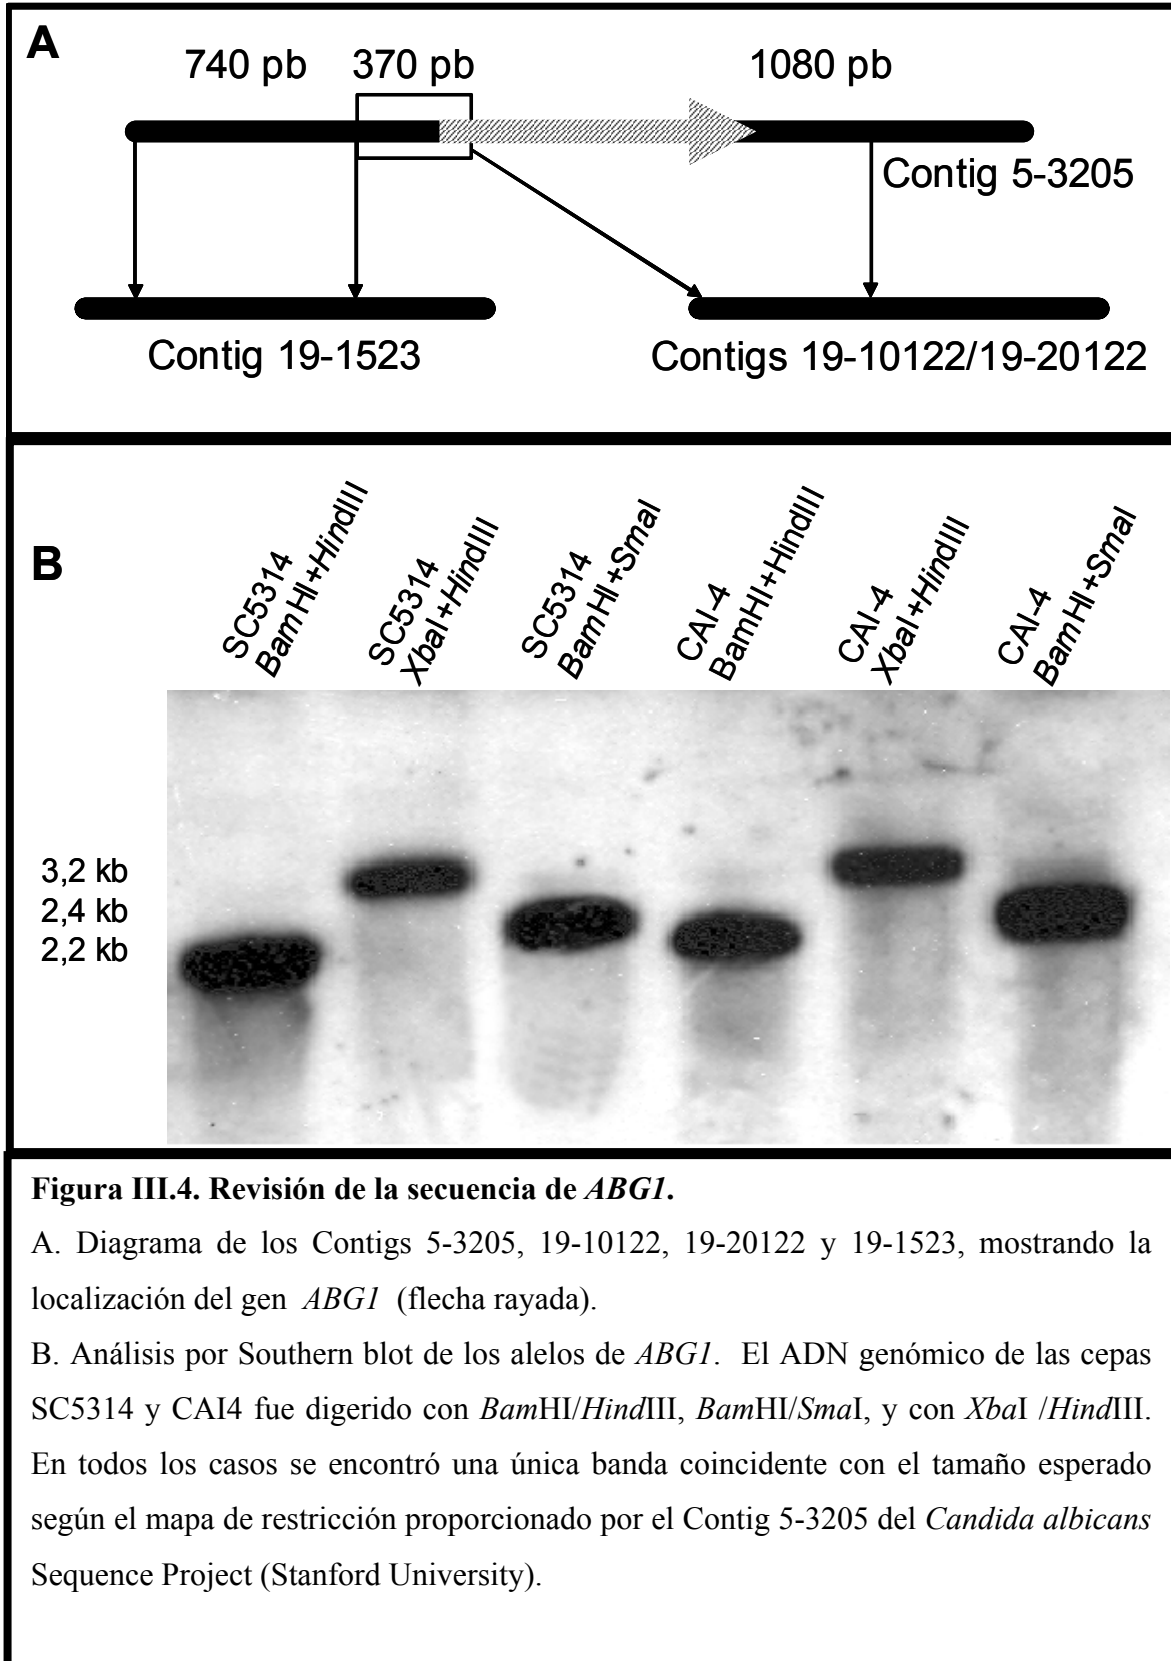 A
740 pb 370 pb 1080 pb
Contig 5-3205
Contig 19-1523
Contigs 19-10122/19-20122
B
SC5314
BamHI+HindIII
SC5314
XbaI+HindIII
SC5314
BamHI+SmaI
CAI-4
BamHI+HindIII
CAI-4
XbaI+HindIII
CAI-4
BamHI+SmaI
3,2 kb
2,4 kb
2,2 kb
Figura III.4. Revisión de la secuencia de ABG1.
A. Diagrama de los Contigs 5-3205, 19-10122, 19-20122 y 19-1523, mostrando la
localización del gen ABG1 (flecha rayada).
B. Análisis por Southern blot de los alelos de ABG1. El ADN genómico de las cepas
SC5314 y CAI4 fue digerido con BamHI/HindIII, BamHI/SmaI, y con XbaI /HindIII.
En todos los casos se encontró una única banda coincidente con el tamaño esperado
según el mapa de restricción proporcionado por el Contig 5-3205 del Candida albicans
Sequence Project (Stanford University).